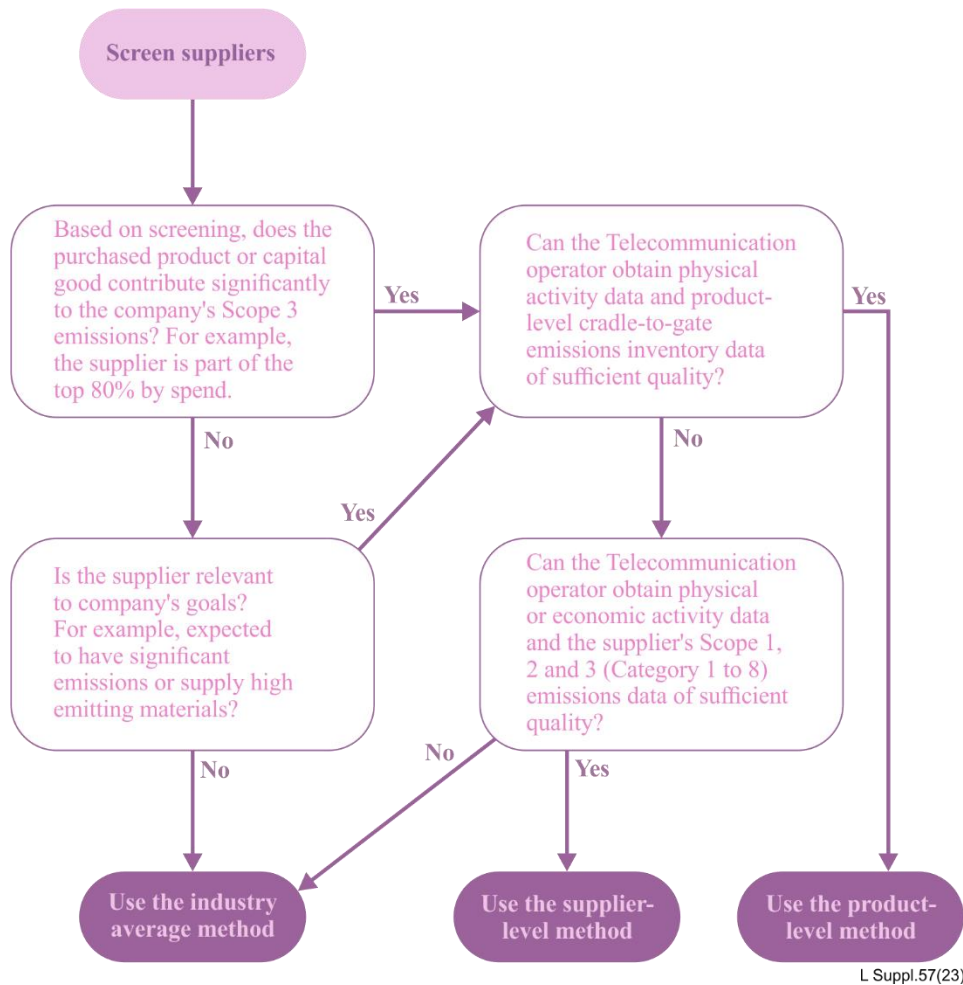 Screen suppliers
Based on screening, does the
purchased product or capital
good contribute significantly
to the company's Scope 3
emissions? For example,
the supplier is part of the
top 80% by spend.
Yes
Can the Telecommunication
operator obtain physical
activity data and product-
level cradle-to-gate
emissions inventory data
of sufficient quality?
Yes
No
Yes
No
Is the supplier relevant
to company's goals?
For example, expected
to have significant
emissions or supply high
emitting materials?
Can the Telecommunication
operator obtain physical
or economic activity data
and the supplier's Scope 1,
2 and 3 (Category 1 to 8)
emissions data of sufficient
quality?
No
No
Yes
Use the industry
average method
Use the supplier-
level method
Use the product-
level method
L Suppl.57(23)